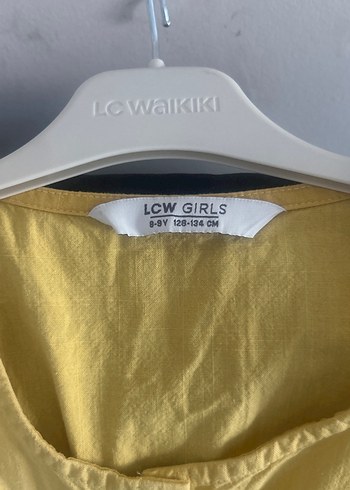 LC WAIKIKI
LCW GIRLS
8-9Y 128-134 CM